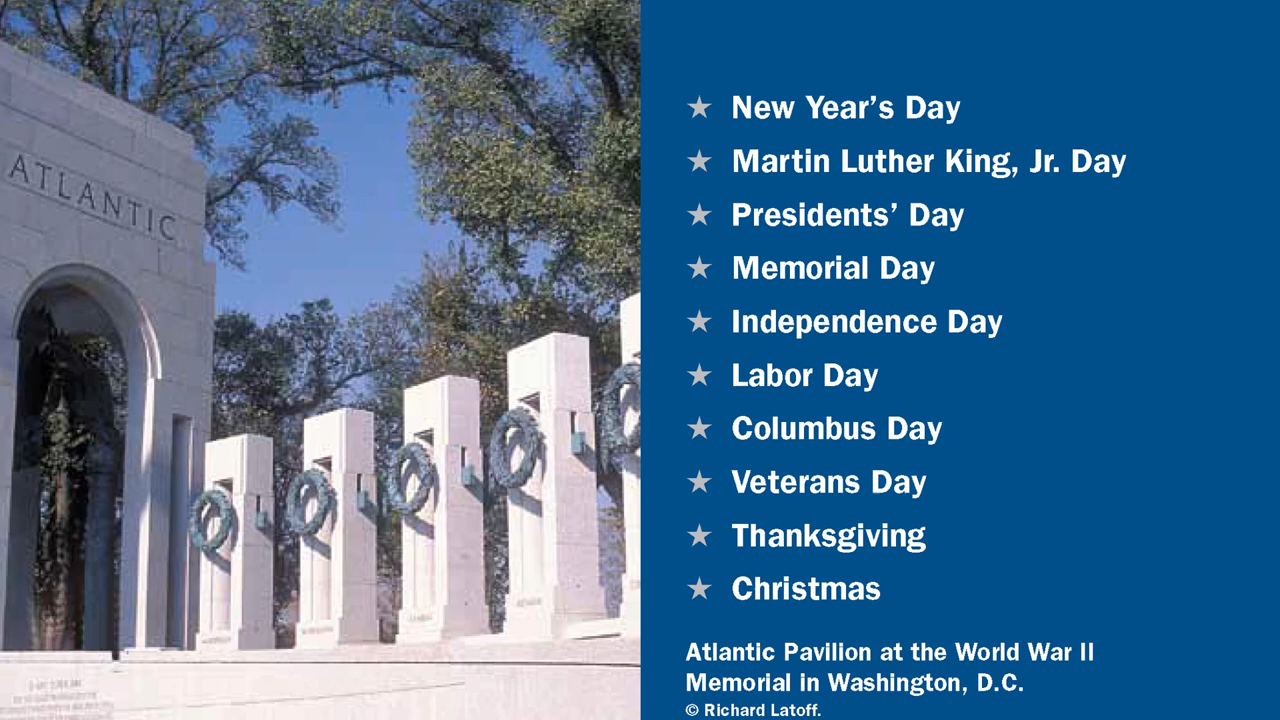 ATLANTIC
★ New Year’s Day
★ Martin Luther King, Jr. Day
★ Presidents’ Day
★ Memorial Day
★ Independence Day
★ Labor Day
★ Columbus Day
★ Veterans Day
★ Thanksgiving
★ Christmas
Atlantic Pavilion at the World War II
Memorial in Washington, D.C.
© Richard Latoff.